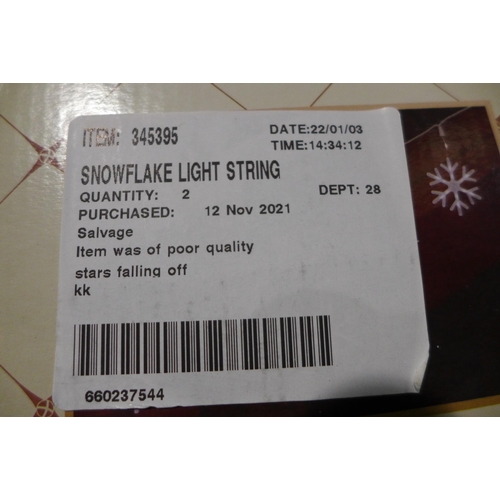 ITEM: 345395
DATE:22/01/03
TIME:14:34:12
SNOWFLAKE LIGHT STRING
QUANTITY: 2
DEPT: 28
PURCHASED: 12 Nov 2021
Salvage
Item was of poor quality
stars falling off
kk
660237544